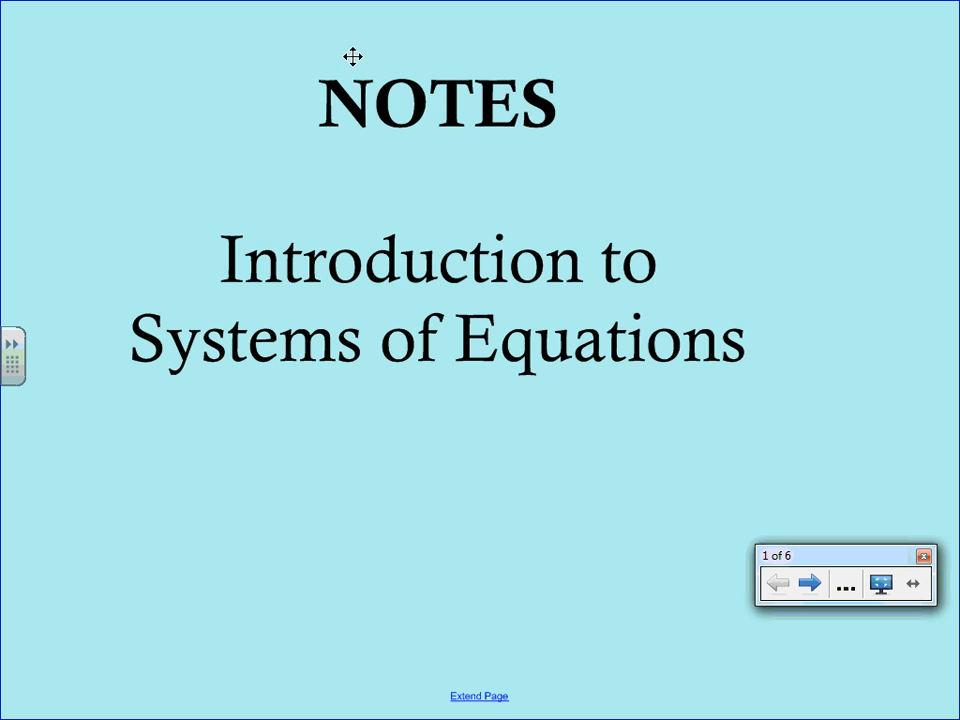 NOTES
Introduction to
Systems of Equations
1 of 6
...
Extend Page